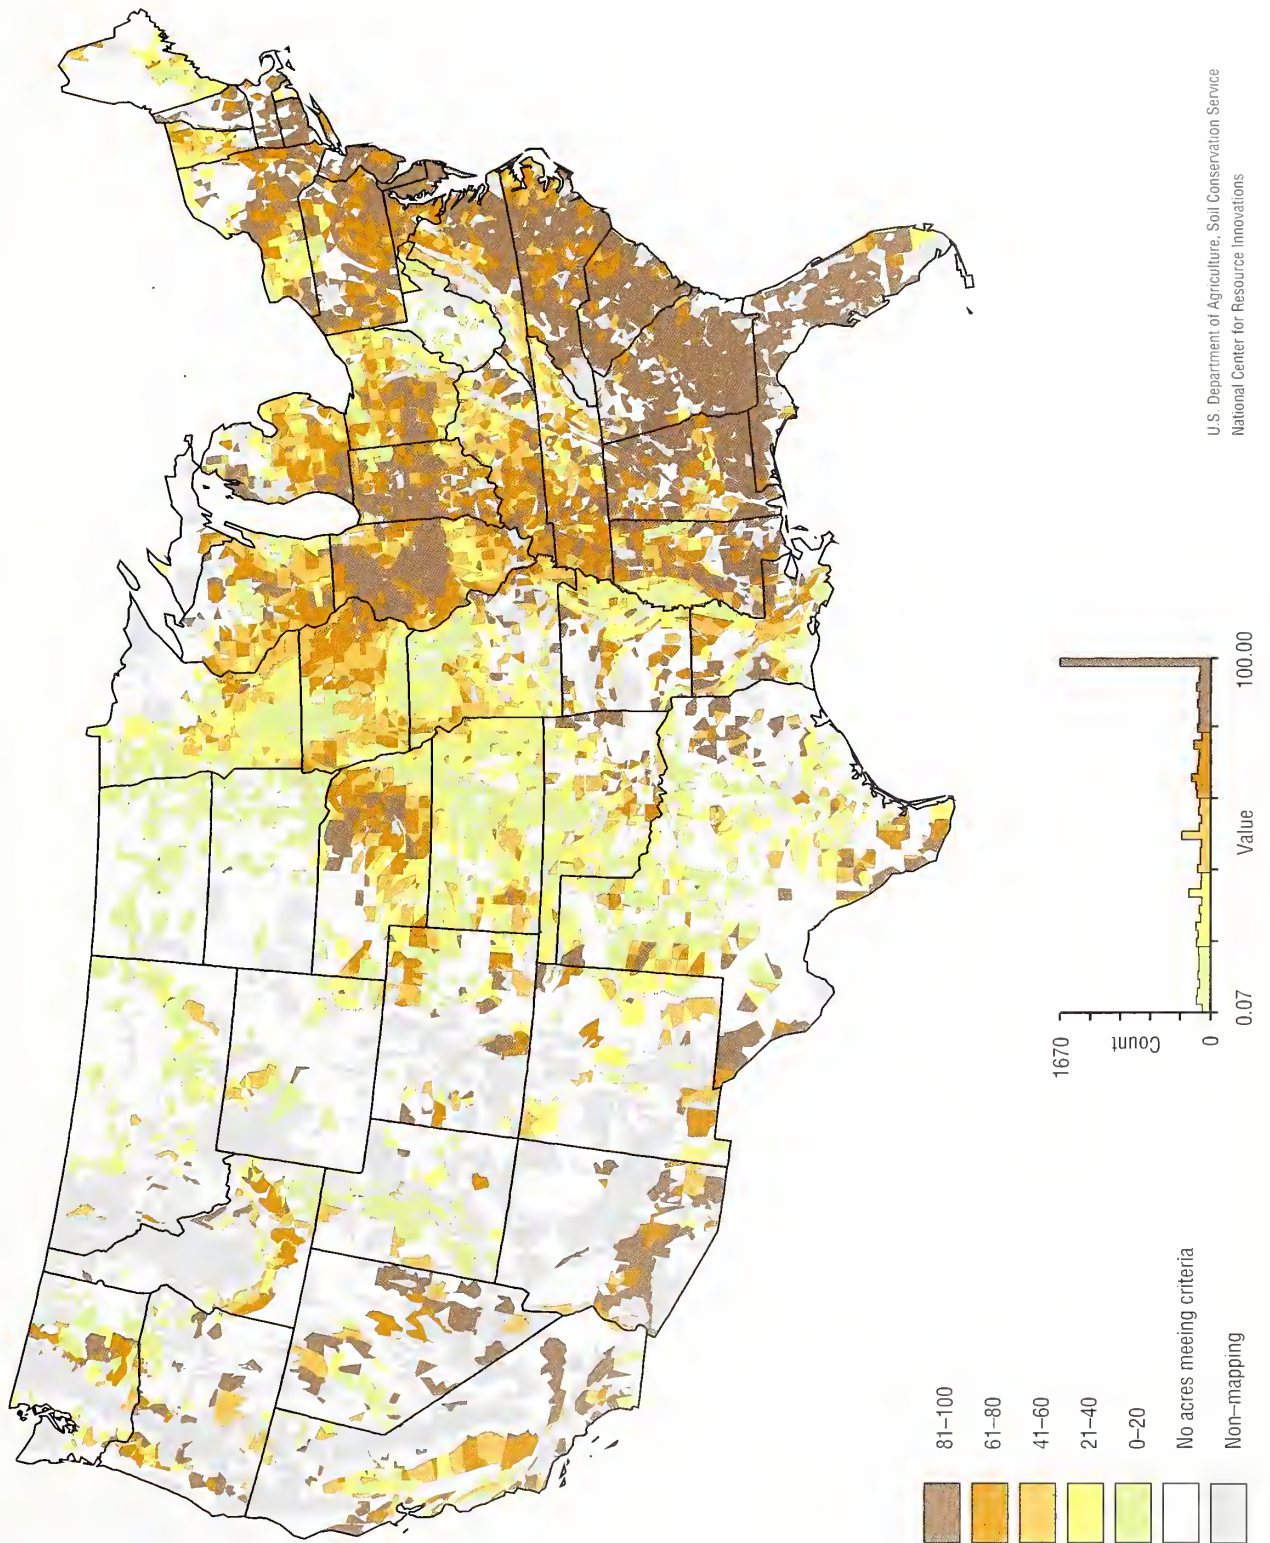 81–100
61–80
41–60
21–40
0–20
No acres meeing criteria
Non–mapping
1670
Count
0
0.07
Value
100.00
U.S. Department of Agriculture, Soil Conservation Service
National Center for Resource Innovations